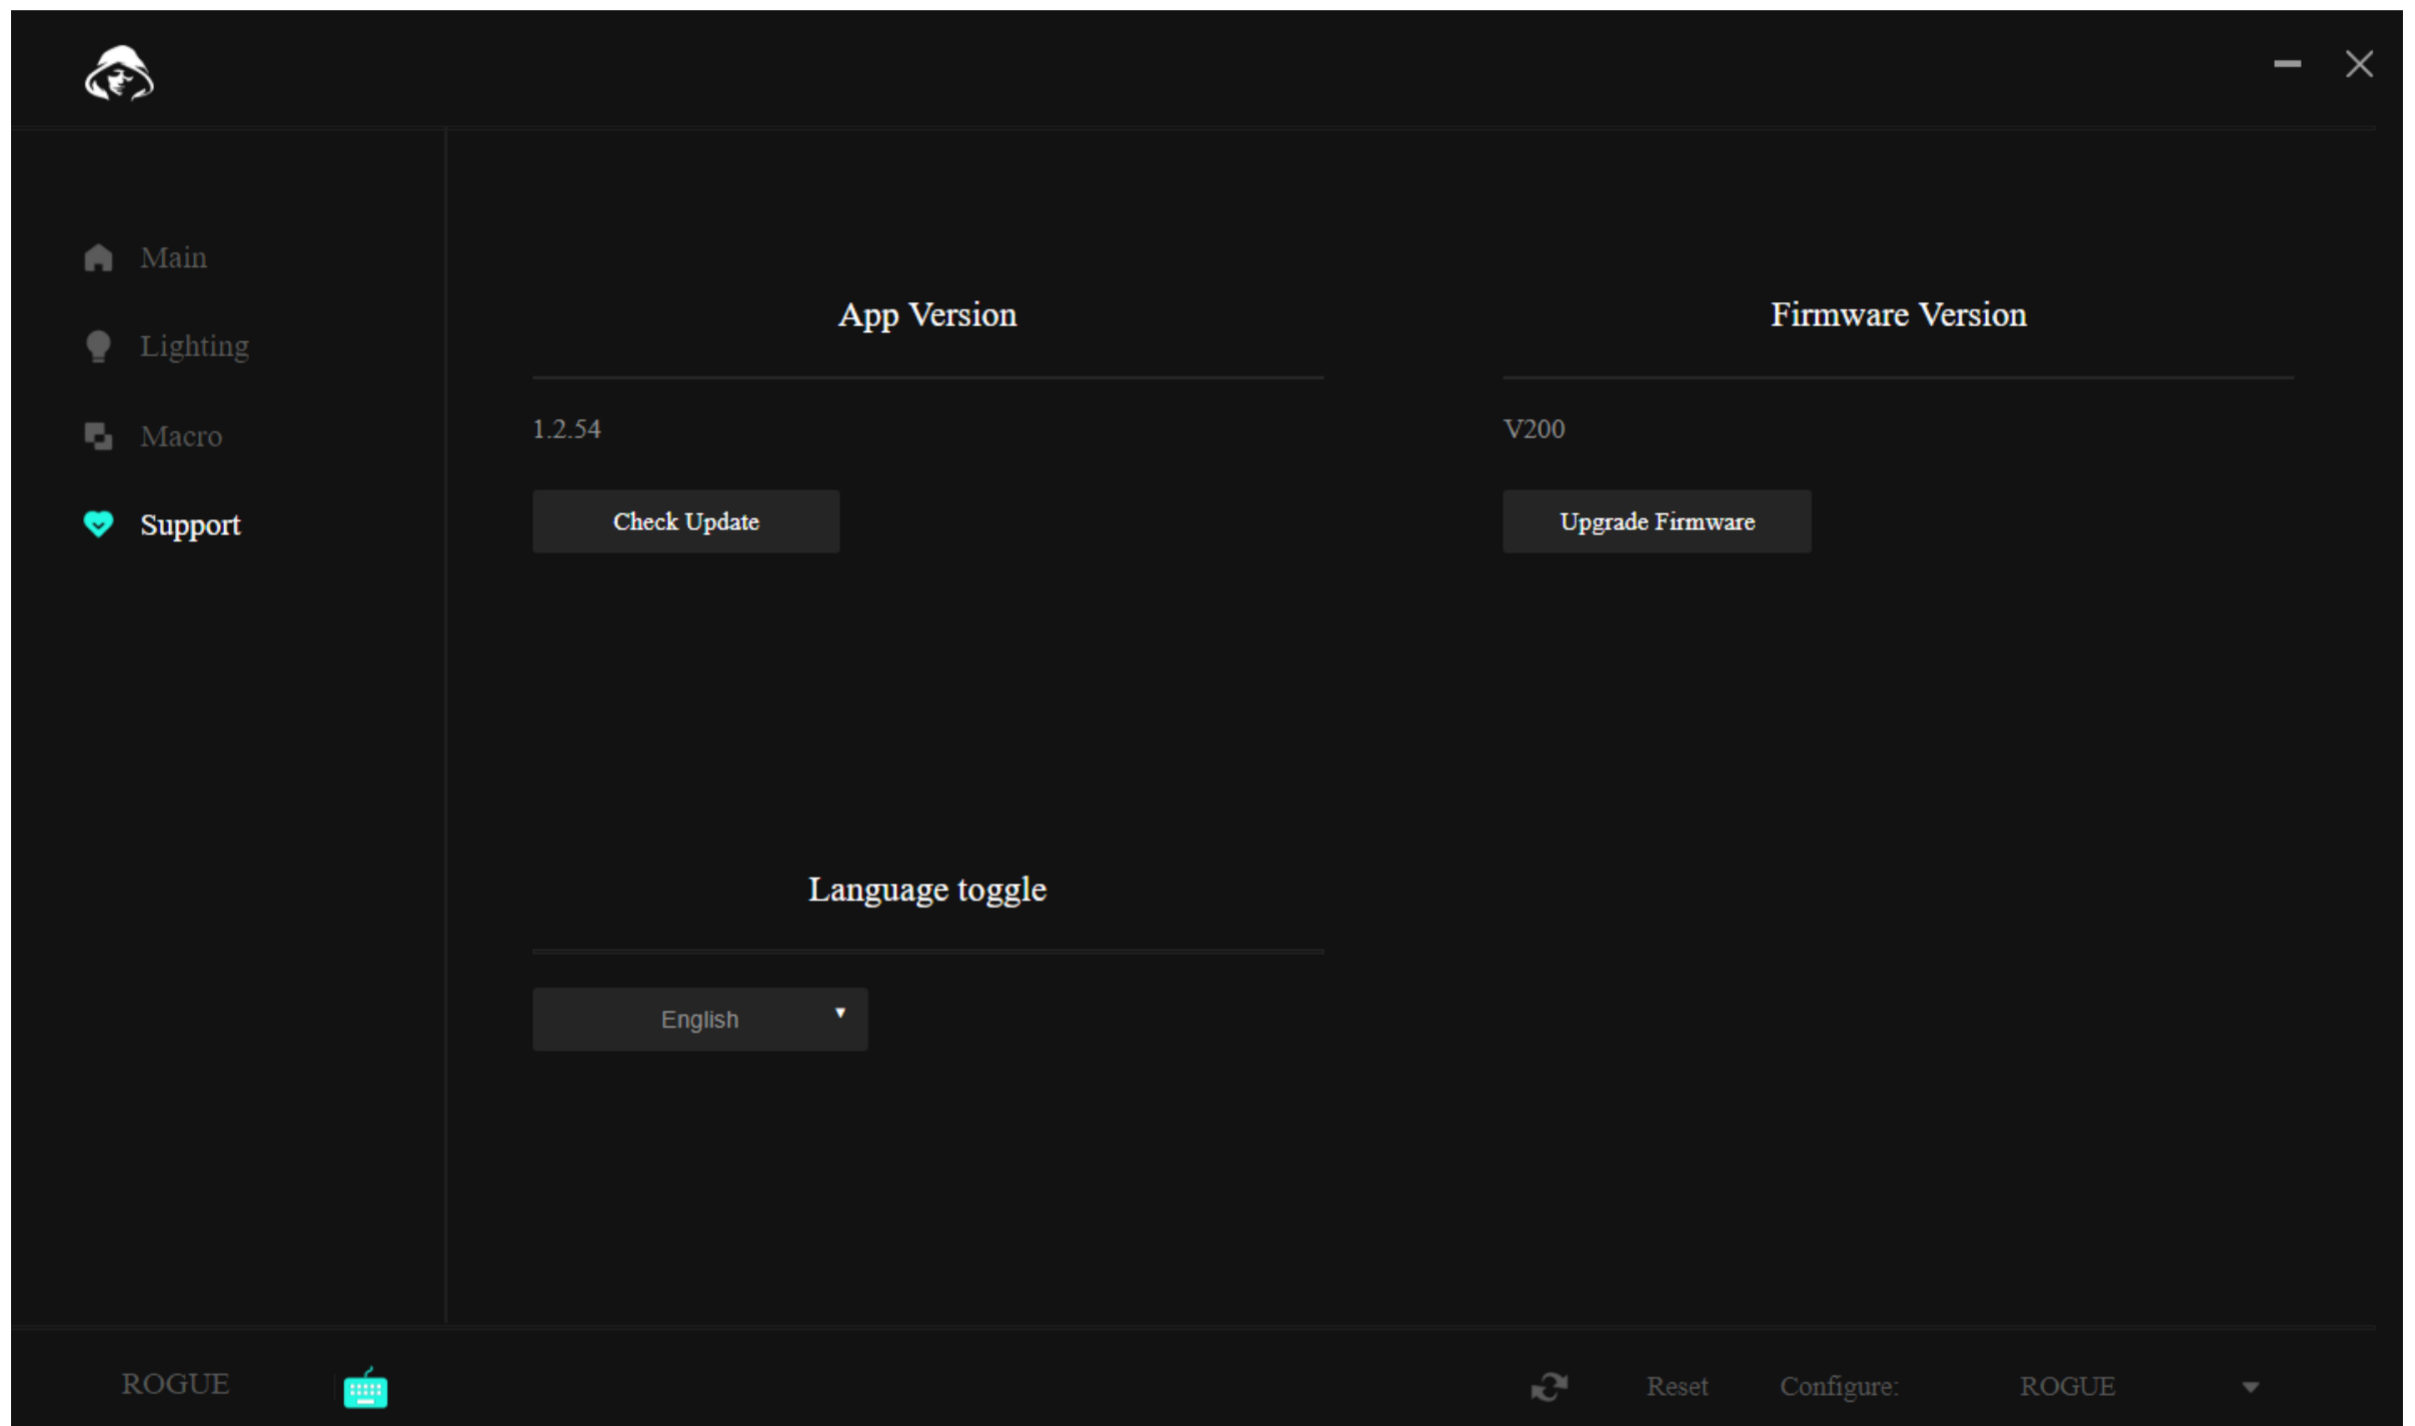 Main
Lighting
Macro
Support
App Version
1.2.54
Check Update
Firmware Version
V200
Upgrade Firmware
Language toggle
English
ROGUE
Reset
Configure:
ROGUE